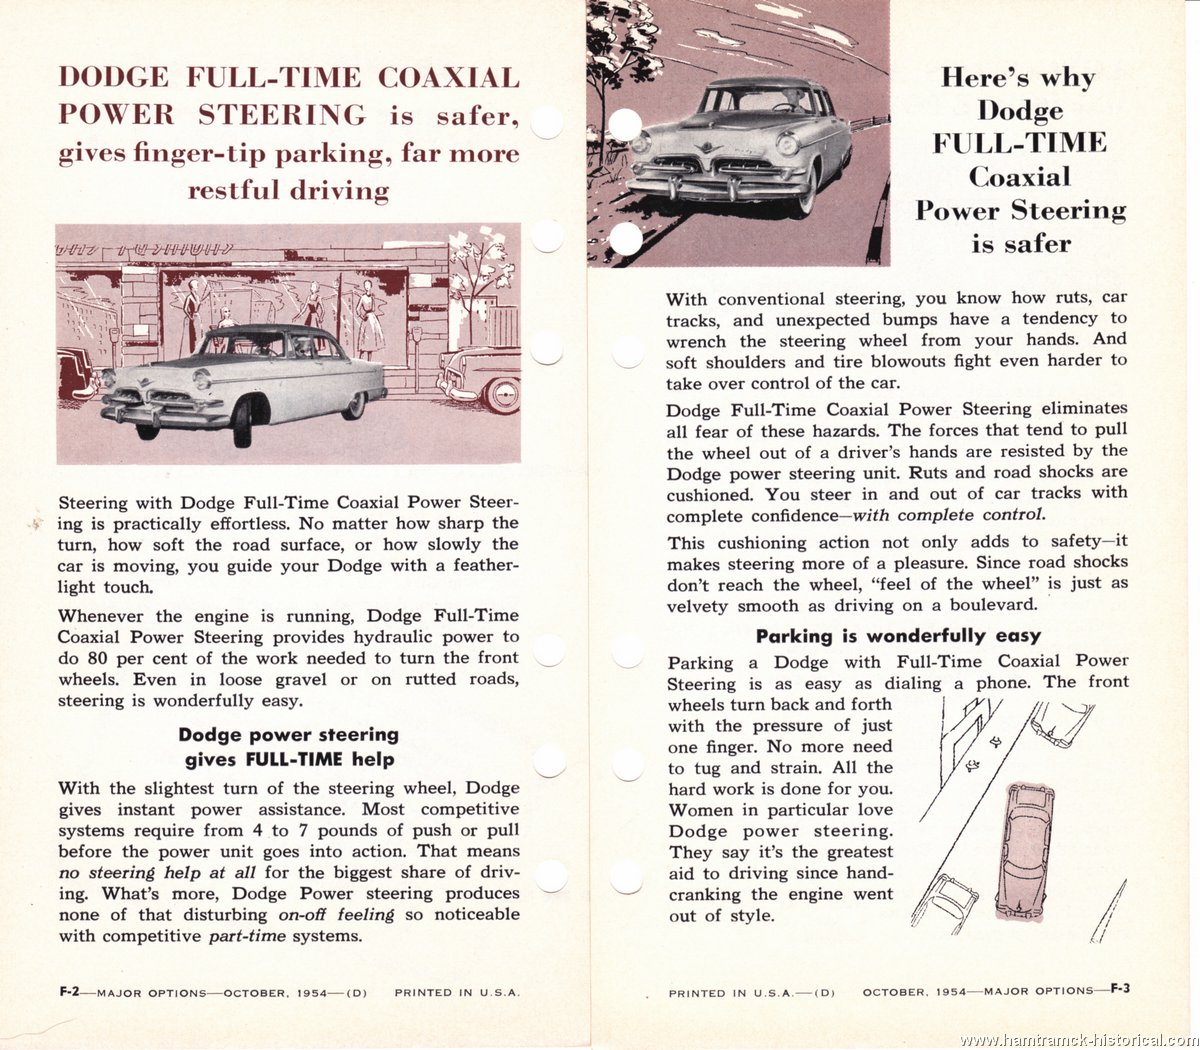 DODGE FULL-TIME COAXIAL
POWER STEERING is safer,
gives finger-tip parking, far more
restful driving
Steering with Dodge Full-Time Coaxial Power Steer-
ing is practically effortless. No matter how sharp the
turn, how soft the road surface, or how slowly the
car is moving, you guide your Dodge with a feather-
light touch.
Whenever the engine is running, Dodge Full-Time
Coaxial Power Steering provides hydraulic power to
do 80 per cent of the work needed to turn the front
wheels. Even in loose gravel or on rutted roads,
steering is wonderfully easy.
Dodge power steering
gives FULL-TIME help
With the slightest turn of the steering wheel, Dodge
gives instant power assistance. Most competitive
systems require from 4 to 7 pounds of push or pull
before the power unit goes into action. That means
no steering help at all for the biggest share of driv-
ing. What's more, Dodge Power steering produces
none of that disturbing on-off feeling so noticeable
with competitive part-time systems.
F-2—MAJOR OPTIONS—OCTOBER, 1954—(D) PRINTED IN U.S.A.
Here's why
Dodge
FULL-TIME
Coaxial
Power Steering
is safer
With conventional steering, you know how ruts, car
tracks, and unexpected bumps have a tendency to
wrench the steering wheel from your hands. And
soft shoulders and tire blowouts fight even harder to
take over control of the car.
Dodge Full-Time Coaxial Power Steering eliminates
all fear of these hazards. The forces that tend to pull
the wheel out of a driver's hands are resisted by the
Dodge power steering unit. Ruts and road shocks are
cushioned. You steer in and out of car tracks with
complete confidence—with complete control.
This cushioning action not only adds to safety—it
makes steering more of a pleasure. Since road shocks
don't reach the wheel, "feel of the wheel" is just as
velvety smooth as driving on a boulevard.
Parking is wonderfully easy
Parking a Dodge with Full-Time Coaxial Power
Steering is as easy as dialing a phone. The front
wheels turn back and forth
with the pressure of just
one finger. No more need
to tug and strain. All the
hard work is done for you.
Women in particular love
Dodge power steering.
They say it's the greatest
aid to driving since hand-
cranking the engine went
out of style.
PRINTED IN U.S.A.—(D) OCTOBER, 1954—MAJOR OPTIONS—F-3
www.hamtramck-historical.com